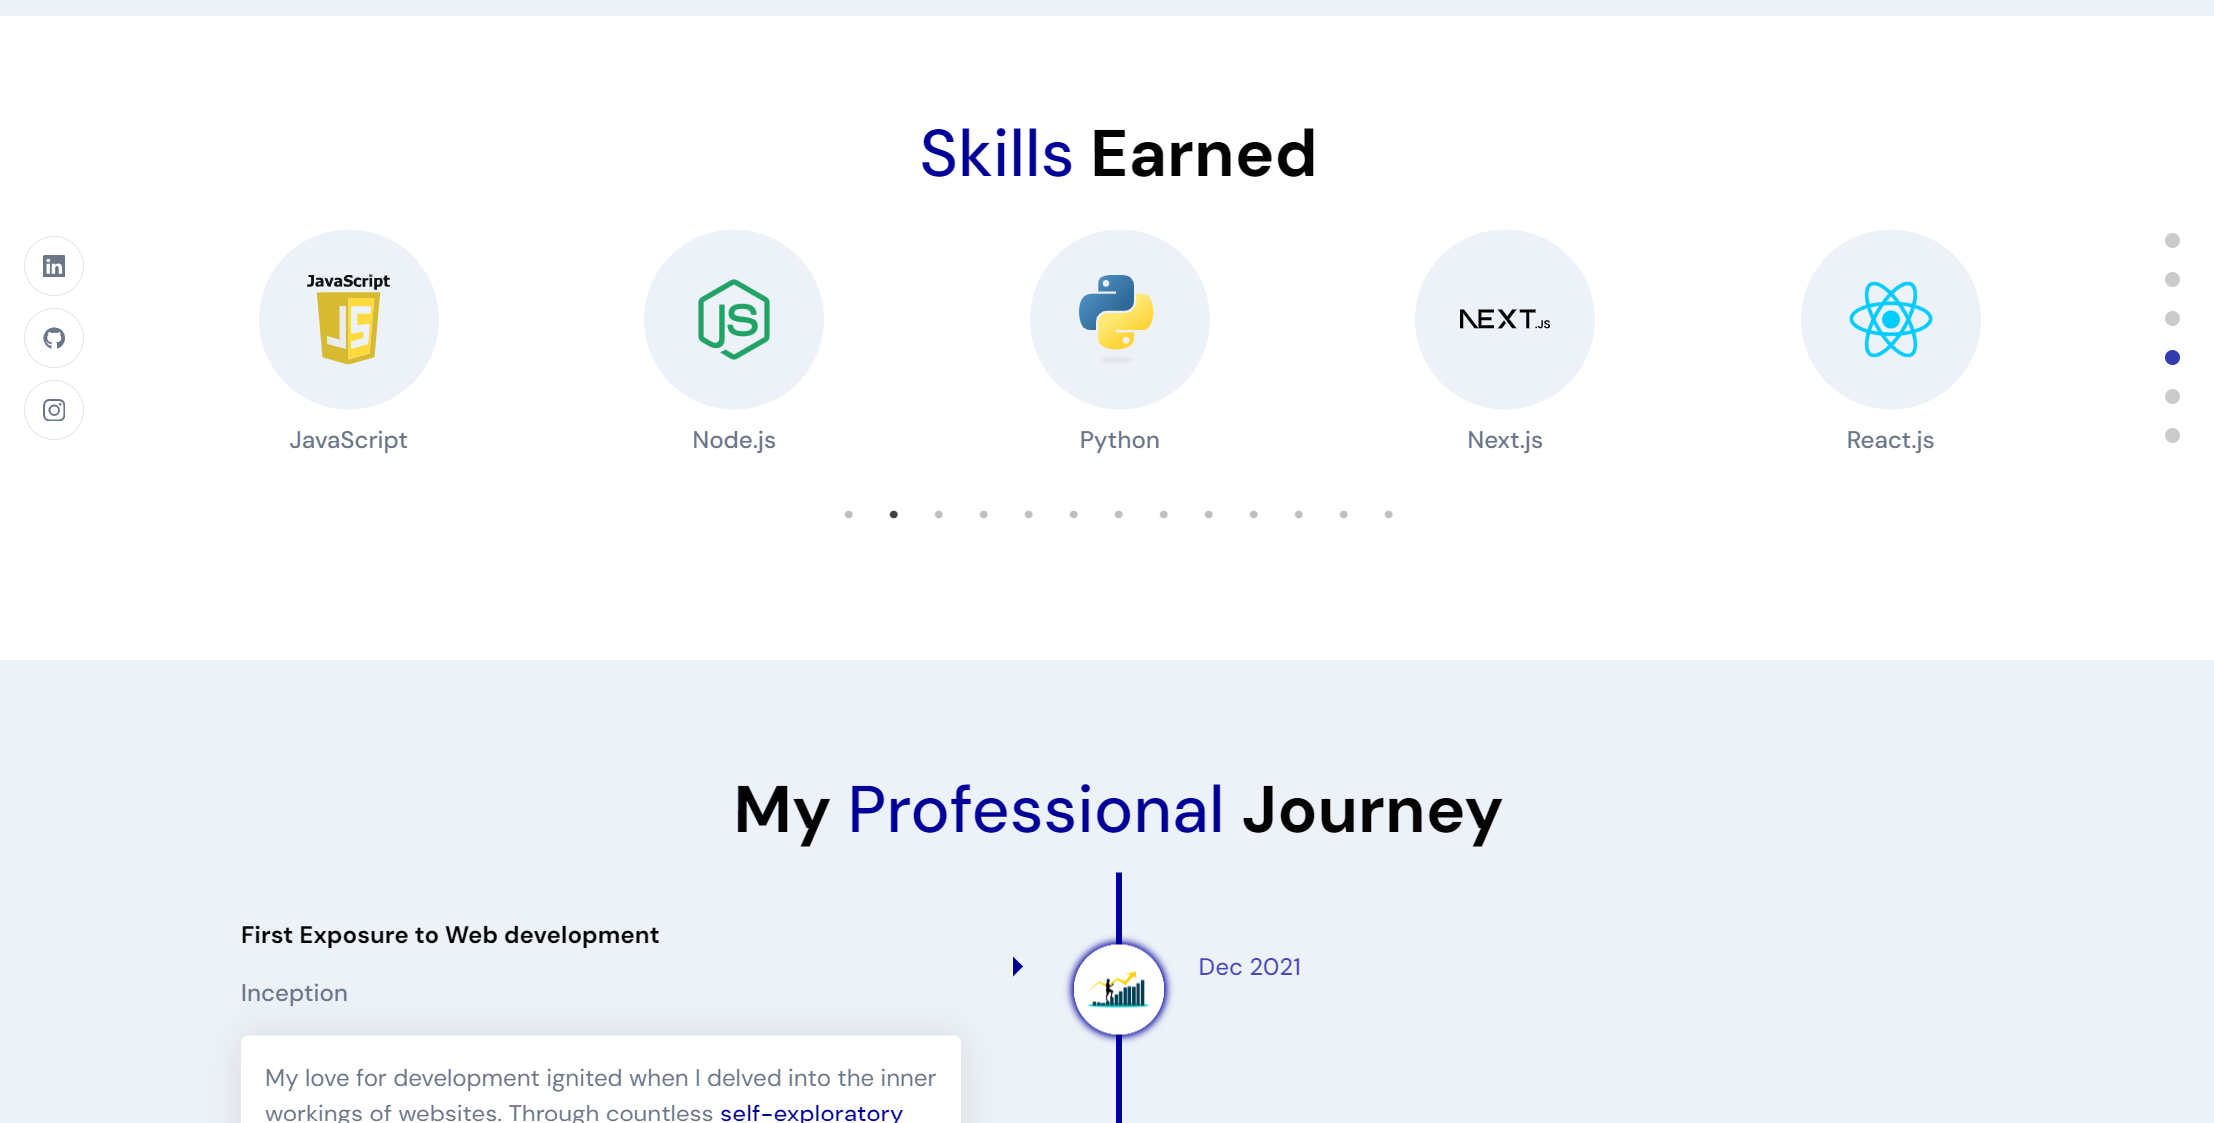 Skills Earned
JavaScript
JS
JS
NEXT.JS
in
JavaScript
Node.js
Python
Next.js
React.js
My Professional Journey
First Exposure to Web development
Dec 2021
Inception
My love for development ignited when I delved into the inner
workings of websites. Through countless self-exploratory